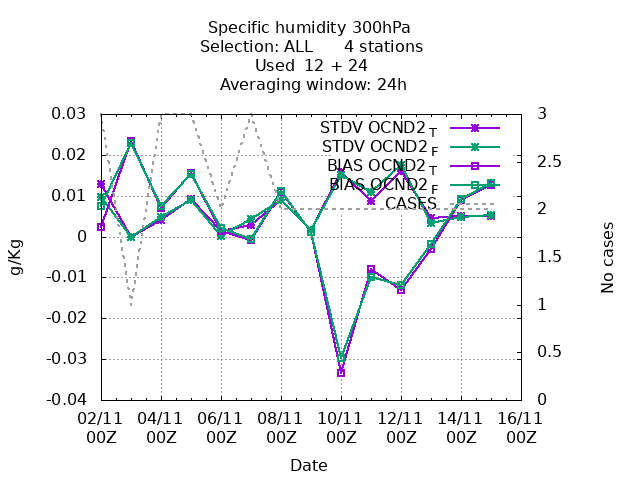 Specific humidity 300hPa
Selection: ALL      4 stations
Used  12 + 24
Averaging window: 24h
0.03
0.02
0.01
0
-0.01
-0.02
-0.03
-0.04
g/Kg
STDV OCND2 T
STDV OCND2 F
BIAS OCND2 T
BIAS OCND2 F
CASES
3
2.5
2
1.5
1
0.5
0
No cases
02/11 04/11 06/11 08/11 10/11 12/11 14/11 16/11
00Z 00Z 00Z 00Z 00Z 00Z 00Z 00Z
Date